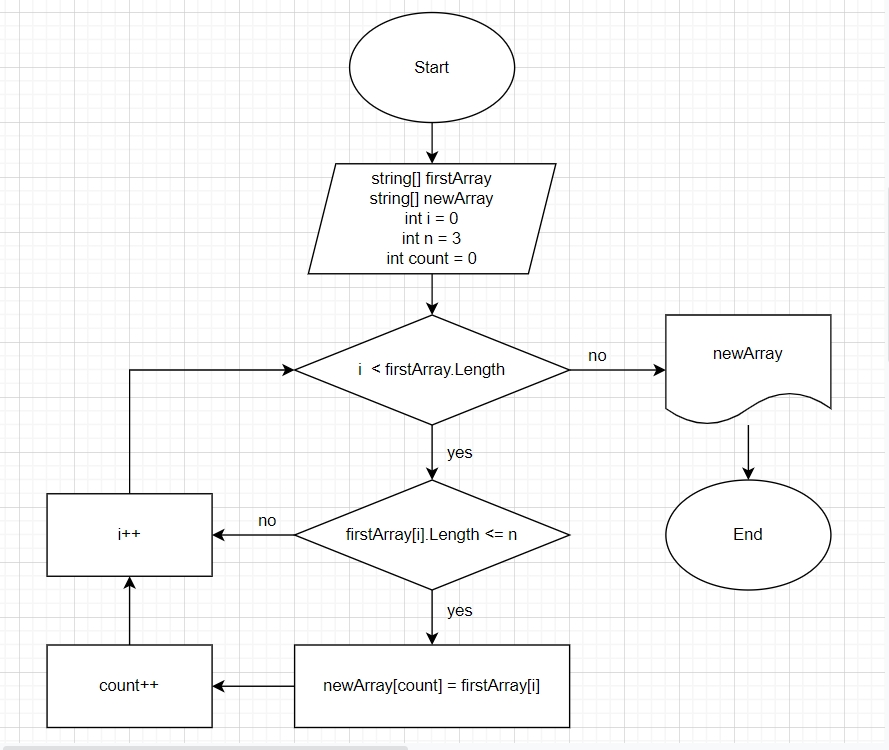 Start
string[] firstArray
string[] newArray
int i = 0
int n = 3
int count = 0
i  < firstArray.Length
no
newArray
yes
i++
no
firstArray[i].Length <= n
End
yes
count++
newArray[count] = firstArray[i]